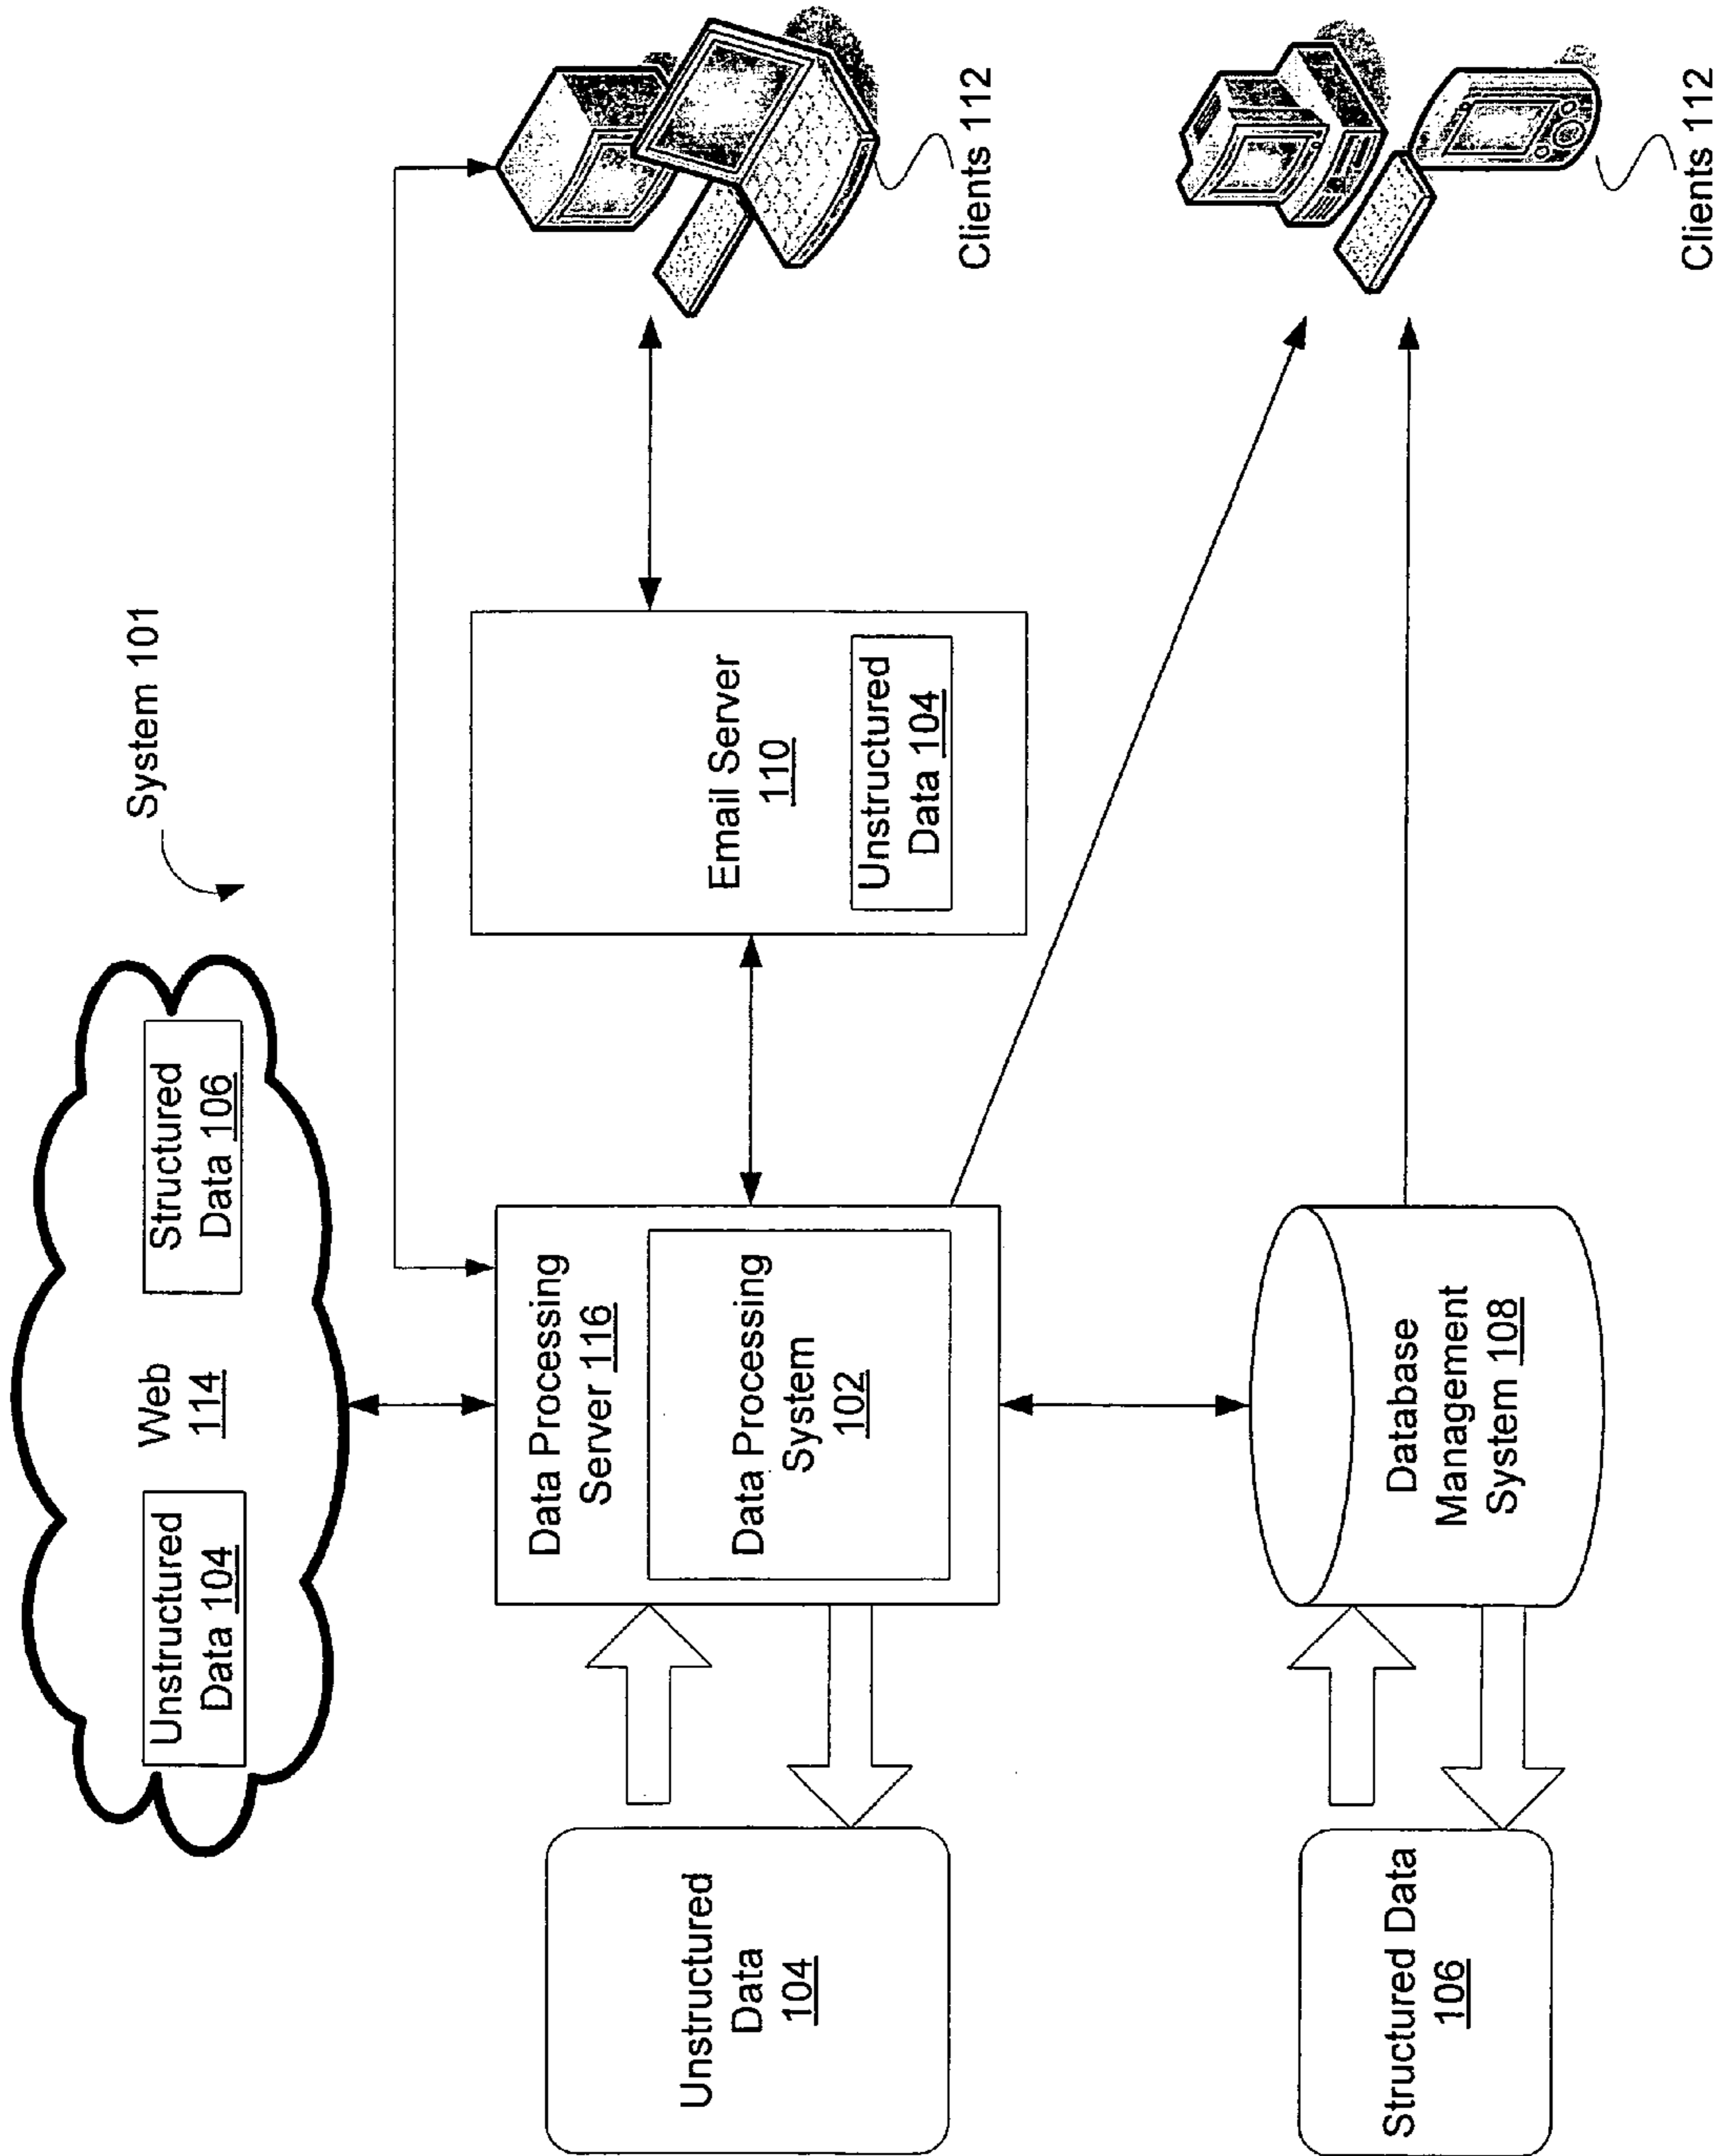 System 101
Unstructured
Data 104
Web
114
Structured
Data 106
Unstructured
Data
104
Data Processing
Server 116
Data Processing
System
102
Email Server
110
Unstructured
Data 104
Clients 112
Structured Data
106
Database
Management
System 108
Clients 112